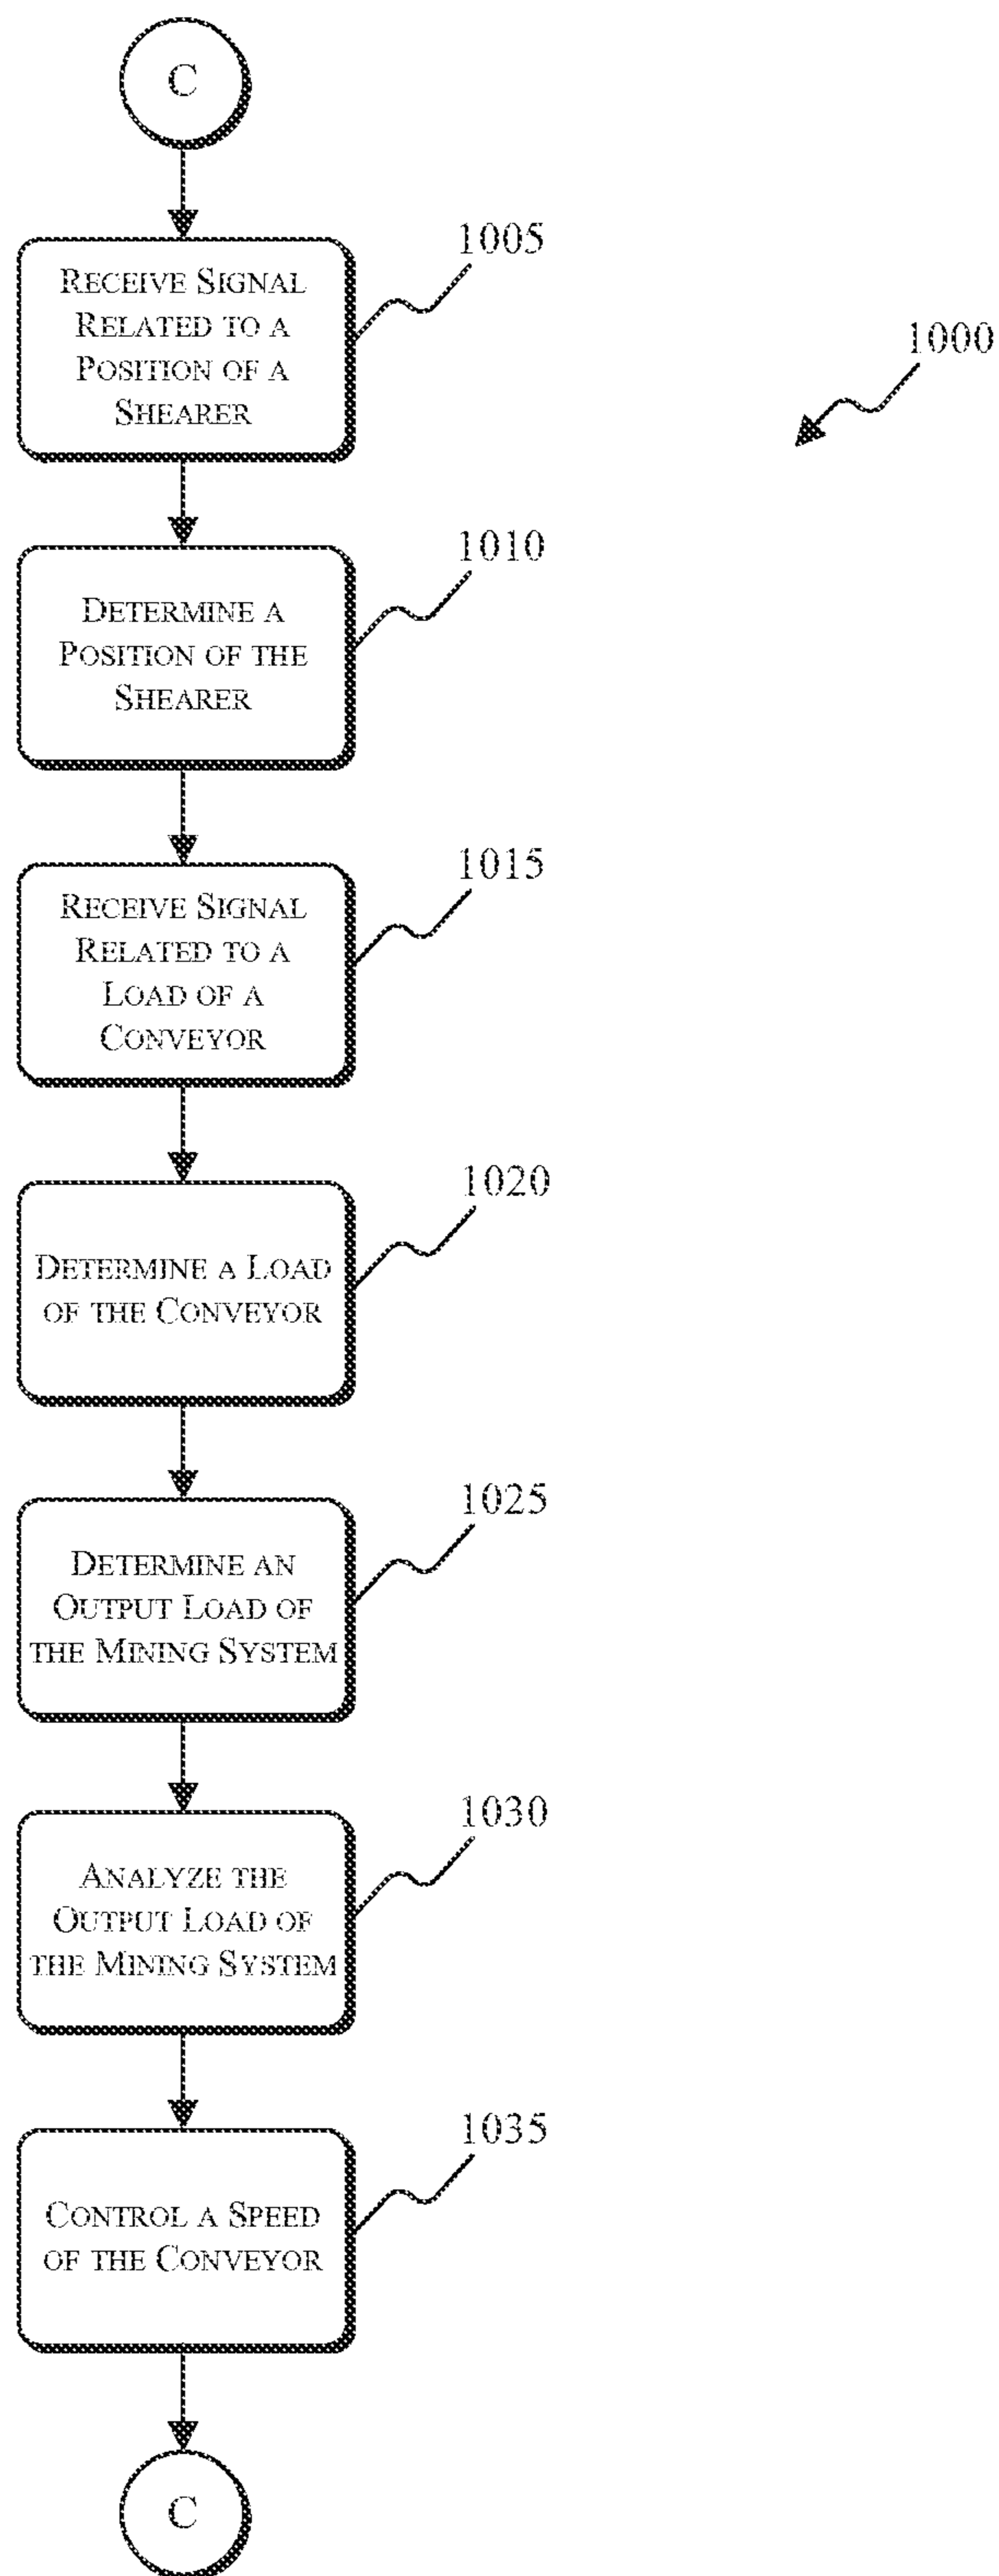 C
1005
RECEIVE SIGNAL
RELATED TO A
POSITION OF A
SHEARER
1000
1010
DETERMINE A
POSITION OF THE
SHEARER
1015
RECEIVE SIGNAL
RELATED TO A
LOAD OF A
CONVEYOR
1020
DETERMINE A LOAD
OF THE CONVEYOR
1025
DETERMINE AN
OUTPUT LOAD OF
THE MINING SYSTEM
1030
ANALYZE THE
OUTPUT LOAD OF
THE MINING SYSTEM
1035
CONTROL A SPEED
OF THE CONVEYOR
C